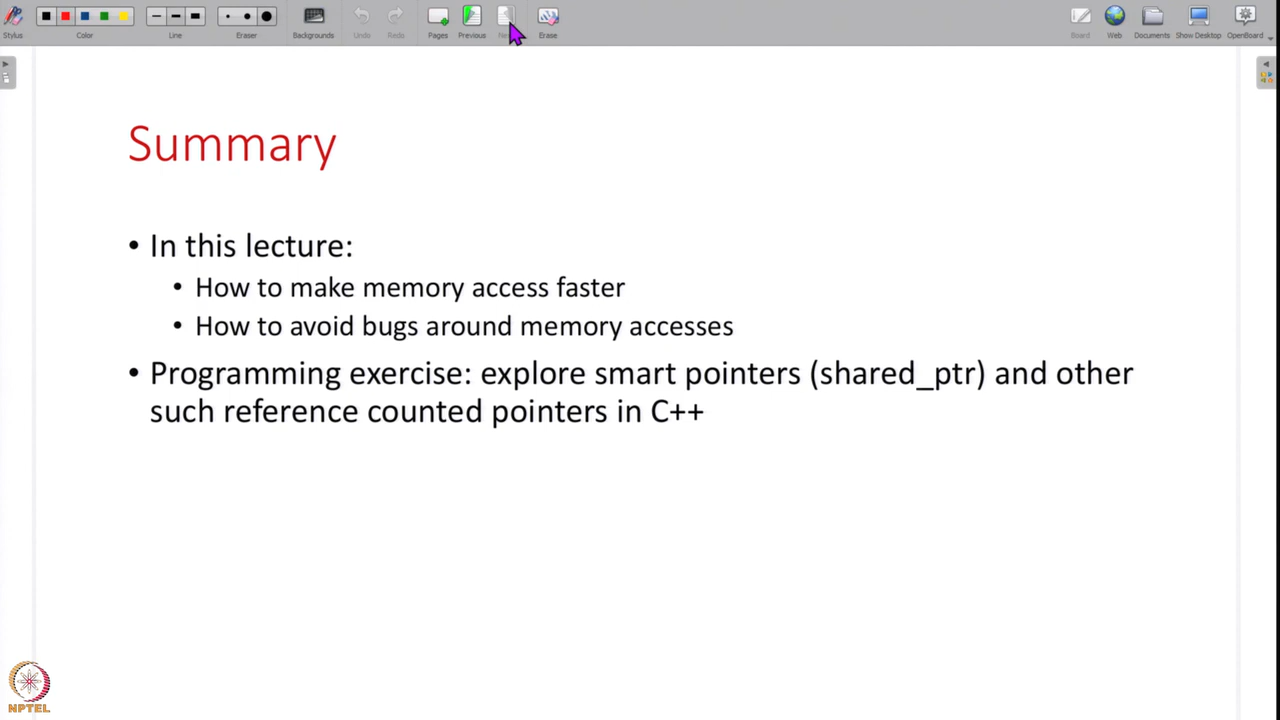 Stylus
Color
Line
Eraser
Backgrounds
Undo
Redo
Pages
Previous
Erase
Board
Web
Documents
Show Desktop
OpenBoard
Summary
• In this lecture:
• How to make memory access faster
• How to avoid bugs around memory accesses
• Programming exercise: explore smart pointers (shared_ptr) and other
such reference counted pointers in C++
NPTEL